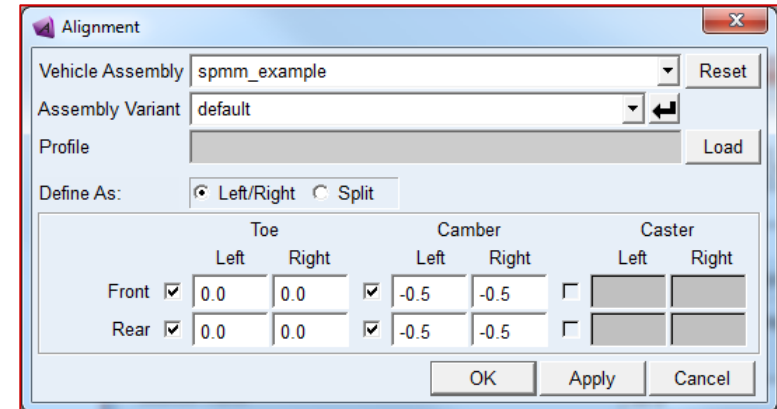 Alignment
Vehicle Assembly spmm_example Reset
Assembly Variant default
Profile Load
Define As: Left/Right Split
Toe Camber Caster
Left Right Left Right Left Right
Front 0.0 0.0 -0.5 -0.5
Rear 0.0 0.0 -0.5 -0.5
OK Apply Cancel